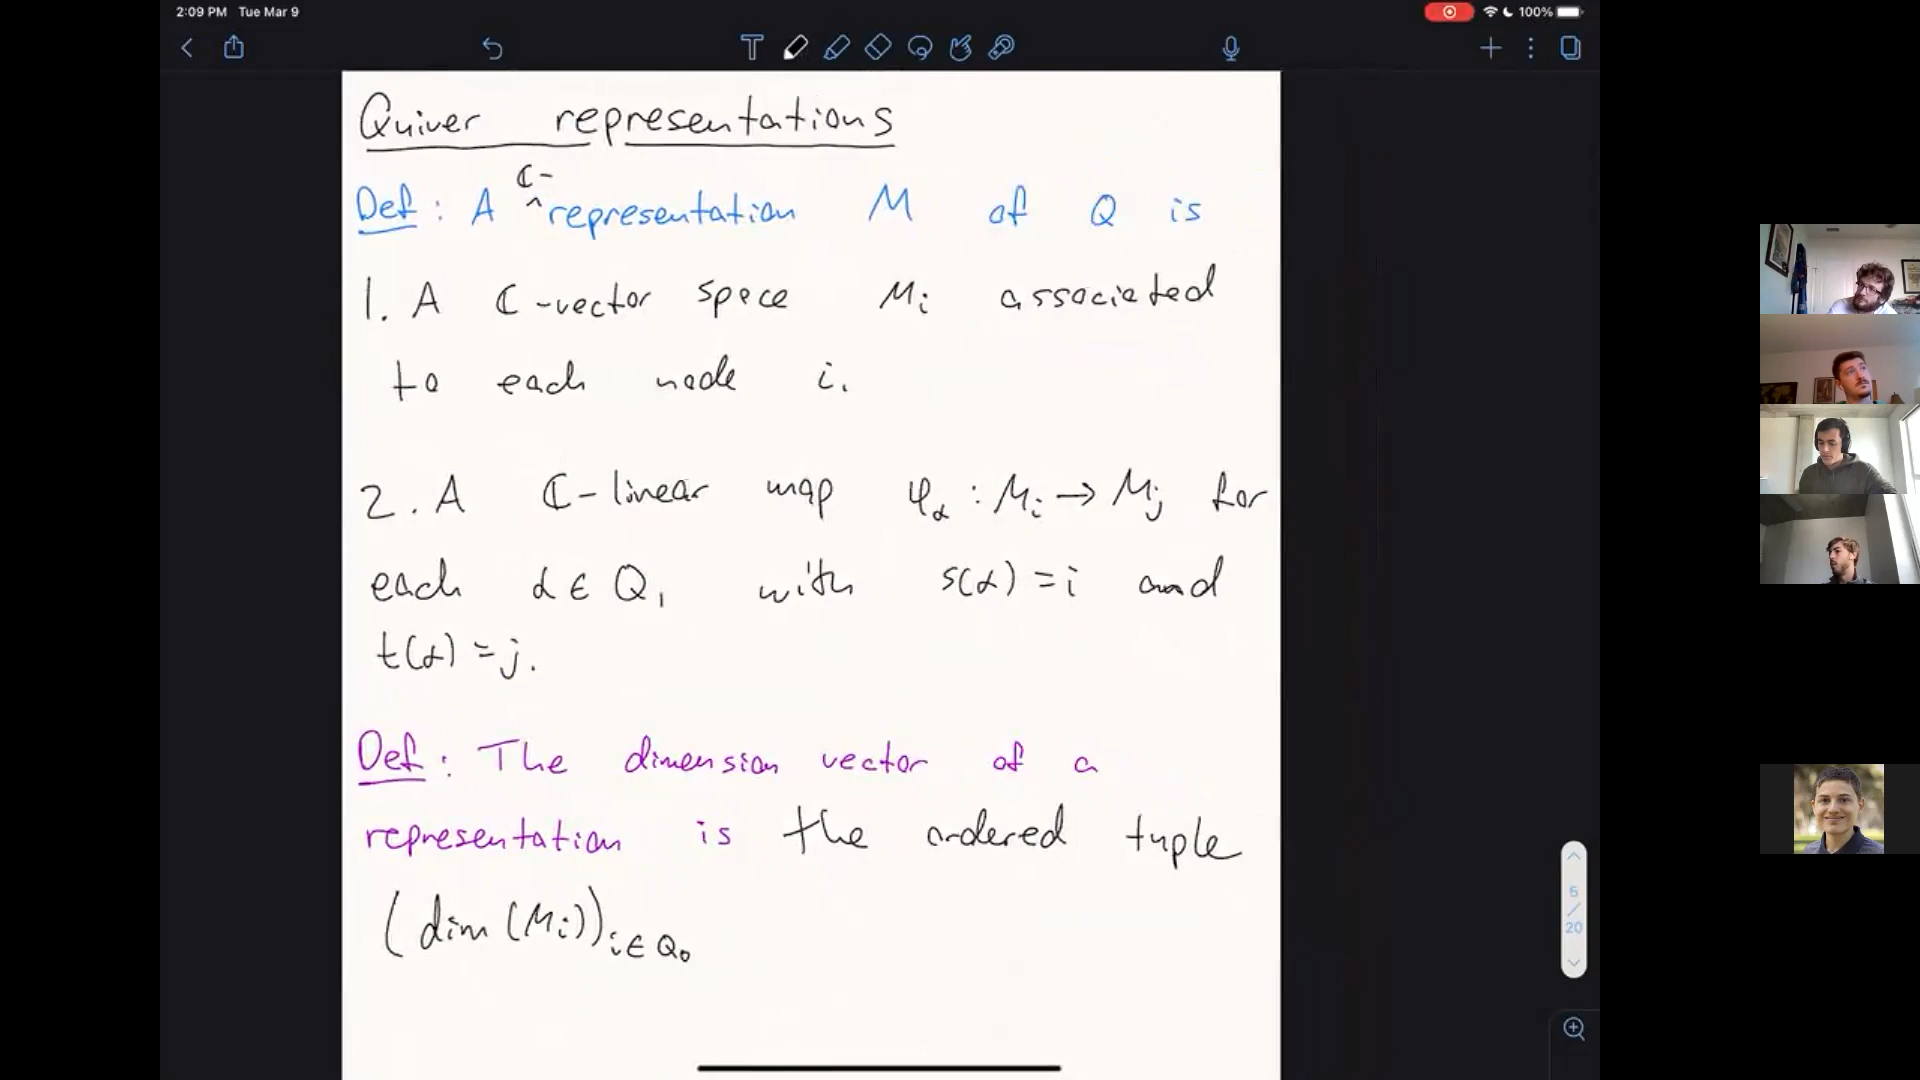 2:09 PM Tue Mar 9
100%
Quiver representations
ℂ-
Def: A ^representation M of Q is
1. A ℂ-vector space Mᵢ associated
to each node i.
2. A ℂ-linear map φ_α : Mᵢ → Mⱼ for
each α ∈ Q₁ with s(α) = i and
t(α) = j.
Def: The dimension vector of a
representation is the ordered tuple
(dim (Mᵢ))_{i ∈ Q₀}
5
/
20